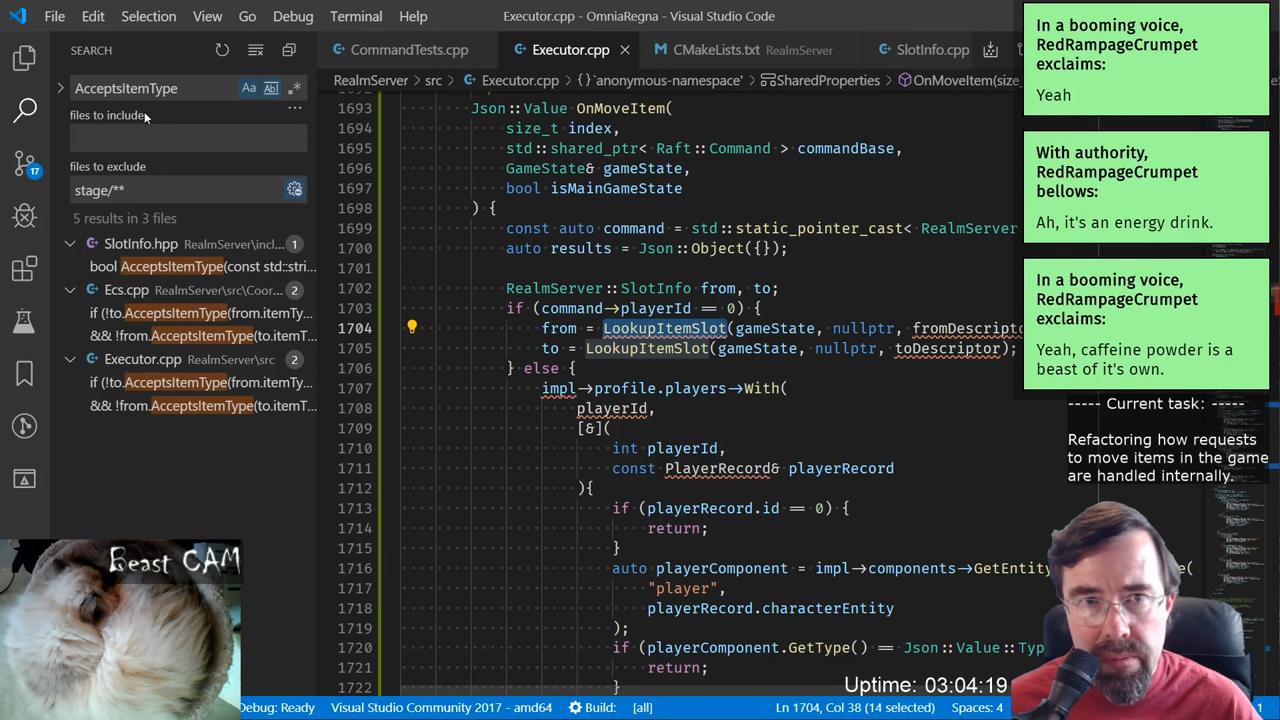 File Edit Selection View Go Debug Terminal Help Executor.cpp - OmniaRegna - Visual Studio Code
SEARCH
CommandTests.cpp Executor.cpp CMakeLists.txt RealmServer SlotInfo.cpp
RealmServer > src > Executor.cpp > {}`anonymous-namespace' > SharedProperties > OnMoveItem(size_
AcceptsItemType
files to include
files to exclude
stage/**
5 results in 3 files
SlotInfo.hpp RealmServer\incl... 1
bool AcceptsItemType(const std::stri...
Ecs.cpp RealmServer\src\Coor... 2
if (!to.AcceptsItemType(from.itemTy...
&& !from.AcceptsItemType(to.itemT...
Executor.cpp RealmServer\src 2
if (!to.AcceptsItemType(from.itemTy...
&& !from.AcceptsItemType(to.itemT...
1693 Json::Value OnMoveItem(
1694 size_t index,
1695 std::shared_ptr< Raft::Command > commandBase,
1696 GameState& gameState,
1697 bool isMainGameState
1698 ) {
1699 const auto command = std::static_pointer_cast< RealmServer
1700 auto results = Json::Object({});
1701
1702 RealmServer::SlotInfo from, to;
1703 if (command->playerId == 0) {
1704 from = LookupItemSlot(gameState, nullptr, fromDescripto
1705 to = LookupItemSlot(gameState, nullptr, toDescriptor);
1706 } else {
1707 impl->profile.players->With(
1708 playerId,
1709 [&](
1710 int playerId,
1711 const PlayerRecord& playerRecord
1712 ){
1713 if (playerRecord.id == 0) {
1714 return;
1715 }
1716 auto playerComponent = impl->components->GetEntity
1717 "player",
1718 playerRecord.characterEntity
1719 );
1720 if (playerComponent.GetType() == Json::Value::Typ
1721 return;
1722 }
In a booming voice,
RedRampageCrumpet
exclaims:
Yeah
With authority,
RedRampageCrumpet
bellows:
Ah, it's an energy drink.
In a booming voice,
RedRampageCrumpet
exclaims:
Yeah, caffeine powder is a
beast of it's own.
----- Current task: -----
Refactoring how requests
to move items in the game
are handled internally.
Beast CAM
Uptime: 03:04:19
17
Debug: Ready Visual Studio Community 2017 - amd64 Build: [all] Ln 1704, Col 38 (14 selected) Spaces: 4